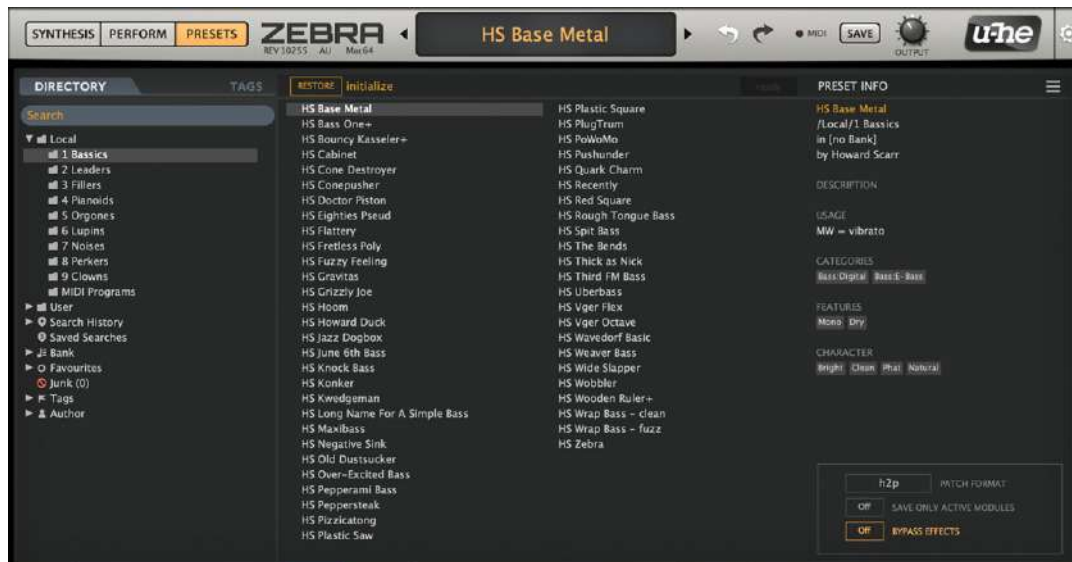 SYNTHESIS PERFORM PRESETS
ZEBRA
REV 10255 AU Mac64
HS Base Metal
MIDI
SAVE
OUTPUT
u-he
DIRECTORY
TAGS
Search
Local
1 Bassics
2 Leaders
3 Fillers
4 Pianoids
5 Orgones
6 Lupins
7 Noises
8 Perkers
9 Clowns
MIDI Programs
User
Search History
Saved Searches
Bank
Favourites
Junk (0)
Tags
Author
RESTORE initialize
HS Base Metal
HS Bass One+
HS Bouncy Kasseler+
HS Cabinet
HS Cone Destroyer
HS Conepusher
HS Doctor Piston
HS Eighties Pseud
HS Flattery
HS Fretless Poly
HS Fuzzy Feeling
HS Gravitas
HS Grizzly Joe
HS Hoom
HS Howard Duck
HS Jazz Dogbox
HS June 6th Bass
HS Knock Bass
HS Konker
HS Kwedgeman
HS Long Name For A Simple Bass
HS Maxibass
HS Negative Sink
HS Old Dustsucker
HS Over-Excited Bass
HS Pepperami Bass
HS Peppersteak
HS Pizzicatong
HS Plastic Saw
HS Plastic Square
HS PlugTrum
HS PoWoMo
HS Pushunder
HS Quark Charm
HS Recently
HS Red Square
HS Rough Tongue Bass
HS Spit Bass
HS The Bends
HS Thick as Nick
HS Third FM Bass
HS Uberbass
HS Vger Flex
HS Vger Octave
HS Wavedorf Basic
HS Weaver Bass
HS Wide Slapper
HS Wobbler
HS Wooden Ruler+
HS Wrap Bass - clean
HS Wrap Bass - fuzz
HS Zebra
PRESET INFO
HS Base Metal
/Local/1 Bassics
in [no Bank]
by Howard Scarr
DESCRIPTION
USAGE
MW = vibrato
CATEGORIES
Bass:Digital Bass:E-Bass
FEATURES
Mono Dry
CHARACTER
Bright Clean Phat Natural
h2p PATCH FORMAT
Off SAVE ONLY ACTIVE MODULES
Off BYPASS EFFECTS